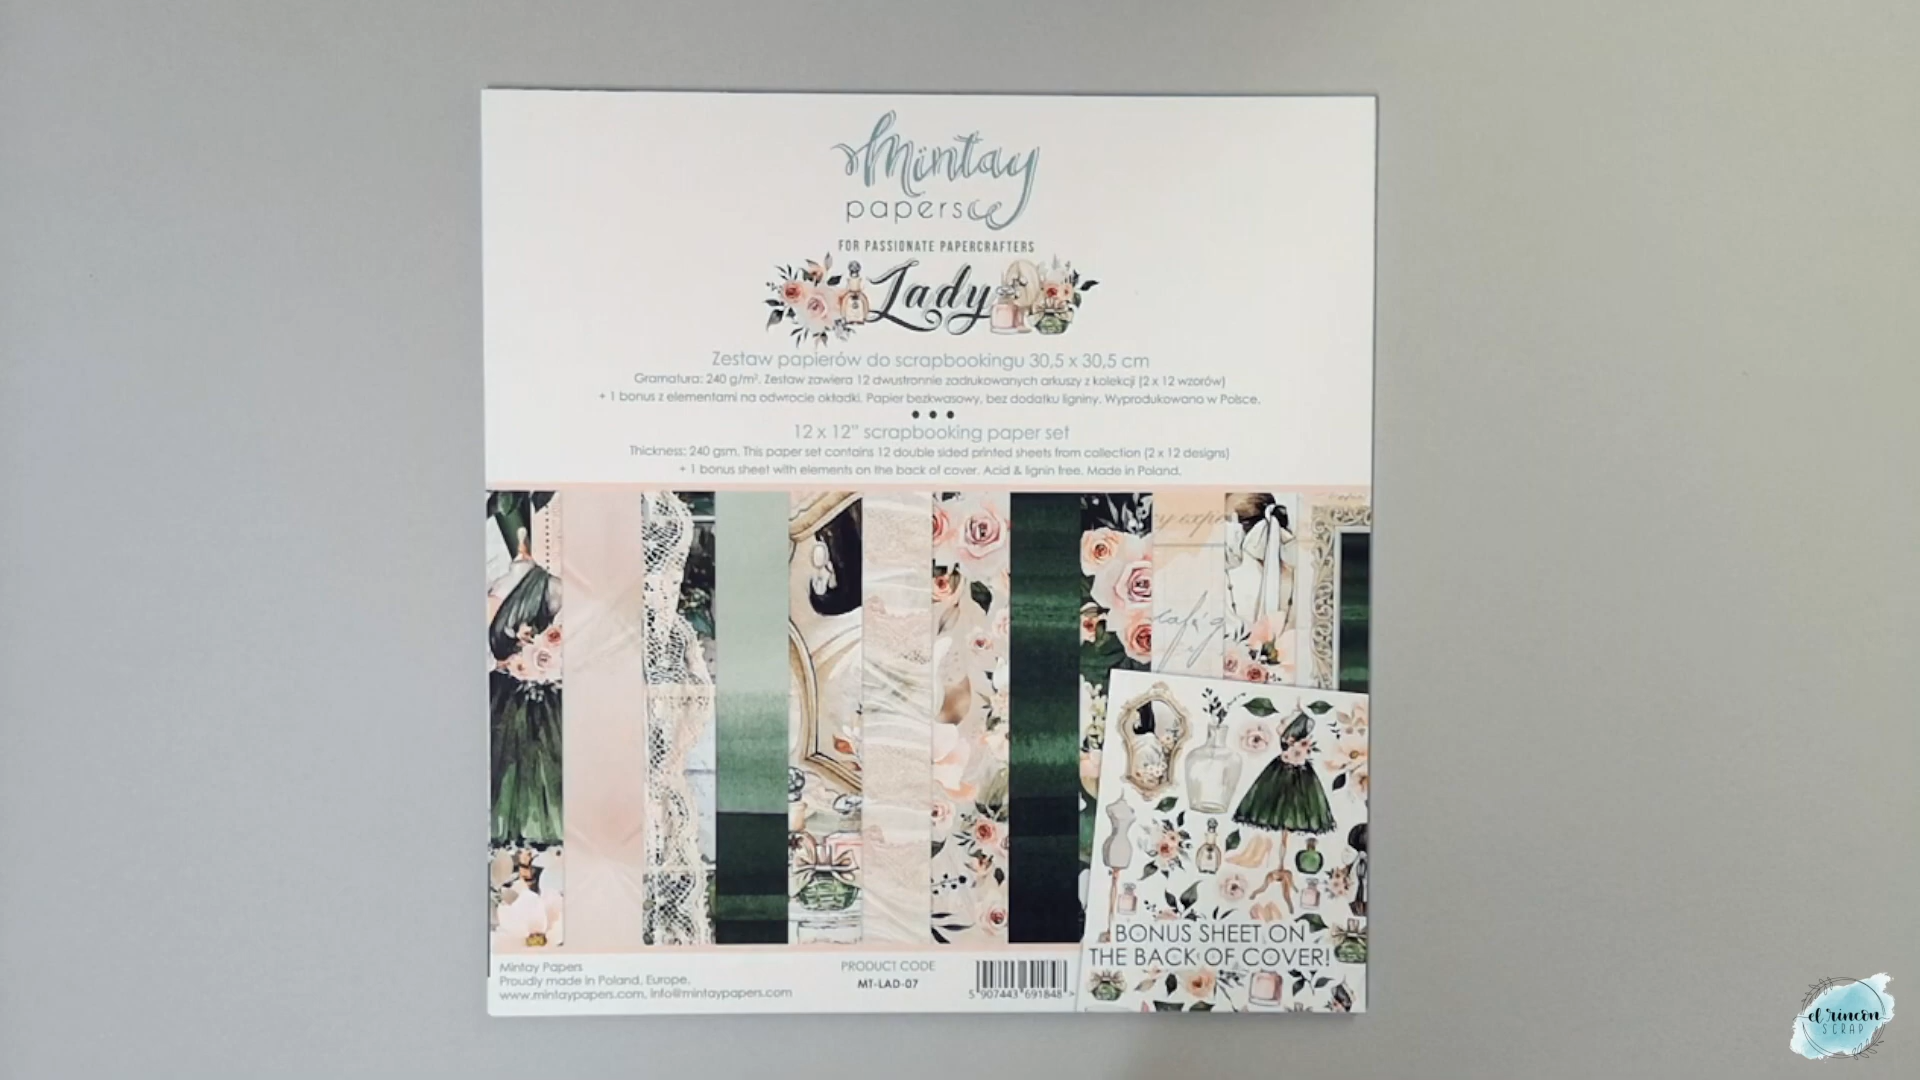 Mintay
papers
FOR PASSIONATE PAPERCRAFTERS
Lady
Zestaw papierów do scrapbookingu 30,5 x 30,5 cm
Gramatura: 240 g/m². Zestaw zawiera 12 dwustronnie zadrukowanych arkuszy z kolekcji (2 x 12 wzorów)
+ 1 bonus z elementami na odwrocie okładki. Papier bezkwasowy, bez dodatku ligniny. Wyprodukowano w Polsce.
12 x 12" scrapbooking paper set
Thickness: 240 gsm. This paper set contains 12 double sided printed sheets from collection (2 x 12 designs)
+ 1 bonus sheet with elements on the back of cover. Acid & lignin free. Made in Poland.
BONUS SHEET ON
THE BACK OF COVER!
Mintay Papers
Proudly made in Poland, Europe,
www.mintaypapers.com, info@mintaypapers.com
PRODUCT CODE
MT-LAD-07
5 907443 691848 >
el rincón
SCRAP